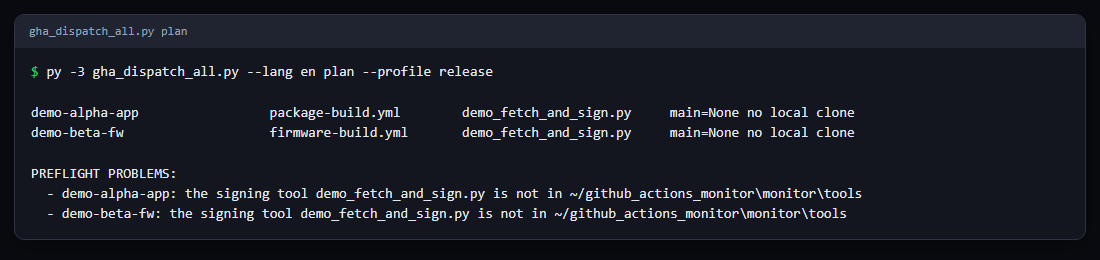 gha_dispatch_all.py plan
$ py -3 gha_dispatch_all.py --lang en plan --profile release
demo-alpha-app package-build.yml demo_fetch_and_sign.py main=None no local clone
demo-beta-fw firmware-build.yml demo_fetch_and_sign.py main=None no local clone
PREFLIGHT PROBLEMS:
- demo-alpha-app: the signing tool demo_fetch_and_sign.py is not in ~/github_actions_monitor\monitor\tools
- demo-beta-fw: the signing tool demo_fetch_and_sign.py is not in ~/github_actions_monitor\monitor\tools